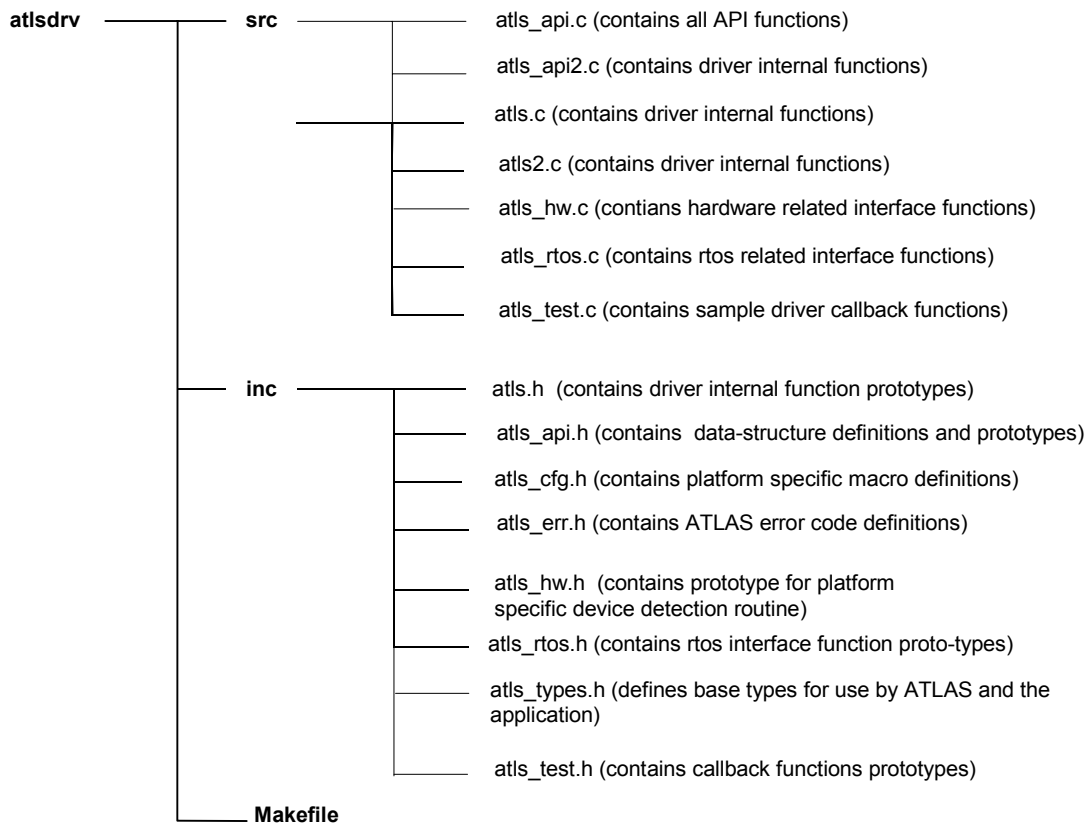 atlsdrv src atls_api.c (contains all API functions)
atls_api2.c (contains driver internal functions)
atls.c (contains driver internal functions)
atls2.c (contains driver internal functions)
atls_hw.c (contians hardware related interface functions)
atls_rtos.c (contains rtos related interface functions)
atls_test.c (contains sample driver callback functions)
inc atls.h (contains driver internal function prototypes)
atls_api.h (contains data-structure definitions and prototypes)
atls_cfg.h (contains platform specific macro definitions)
atls_err.h (contains ATLAS error code definitions)
atls_hw.h (contains prototype for platform
specific device detection routine)
atls_rtos.h (contains rtos interface function proto-types)
atls_types.h (defines base types for use by ATLAS and the
application)
atls_test.h (contains callback functions prototypes)
Makefile